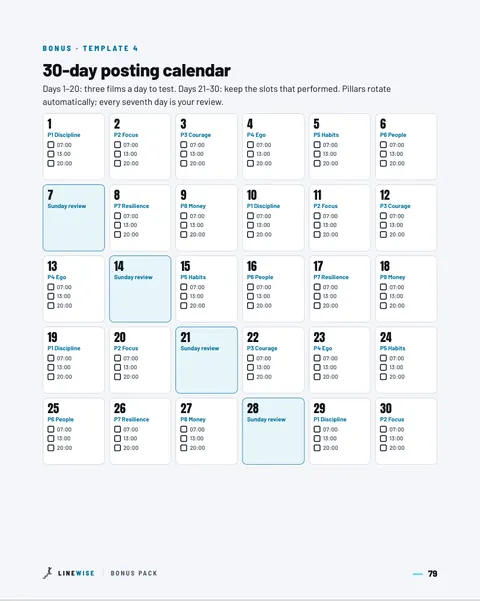 BONUS · TEMPLATE 4
30-day posting calendar
Days 1–20: three films a day to test. Days 21–30: keep the slots that performed. Pillars rotate
automatically; every seventh day is your review.
1 2 3 4 5 6
P1 Discipline P2 Focus P3 Courage P4 Ego P5 Habits P6 People
07:00 07:00 07:00 07:00 07:00 07:00
13:00 13:00 13:00 13:00 13:00 13:00
20:00 20:00 20:00 20:00 20:00 20:00
7 8 9 10 11 12
Sunday review P7 Resilience P8 Money P1 Discipline P2 Focus P3 Courage
07:00 07:00 07:00 07:00 07:00
13:00 13:00 13:00 13:00 13:00
20:00 20:00 20:00 20:00 20:00
13 14 15 16 17 18
P4 Ego Sunday review P5 Habits P6 People P7 Resilience P8 Money
07:00 07:00 07:00 07:00 07:00
13:00 13:00 13:00 13:00 13:00
20:00 20:00 20:00 20:00 20:00
19 20 21 22 23 24
P1 Discipline P2 Focus Sunday review P3 Courage P4 Ego P5 Habits
07:00 07:00 07:00 07:00 07:00
13:00 13:00 13:00 13:00 13:00
20:00 20:00 20:00 20:00 20:00
25 26 27 28 29 30
P6 People P7 Resilience P8 Money Sunday review P1 Discipline P2 Focus
07:00 07:00 07:00 07:00 07:00
13:00 13:00 13:00 13:00 13:00
20:00 20:00 20:00 20:00 20:00
LINEWISE BONUS PACK 79